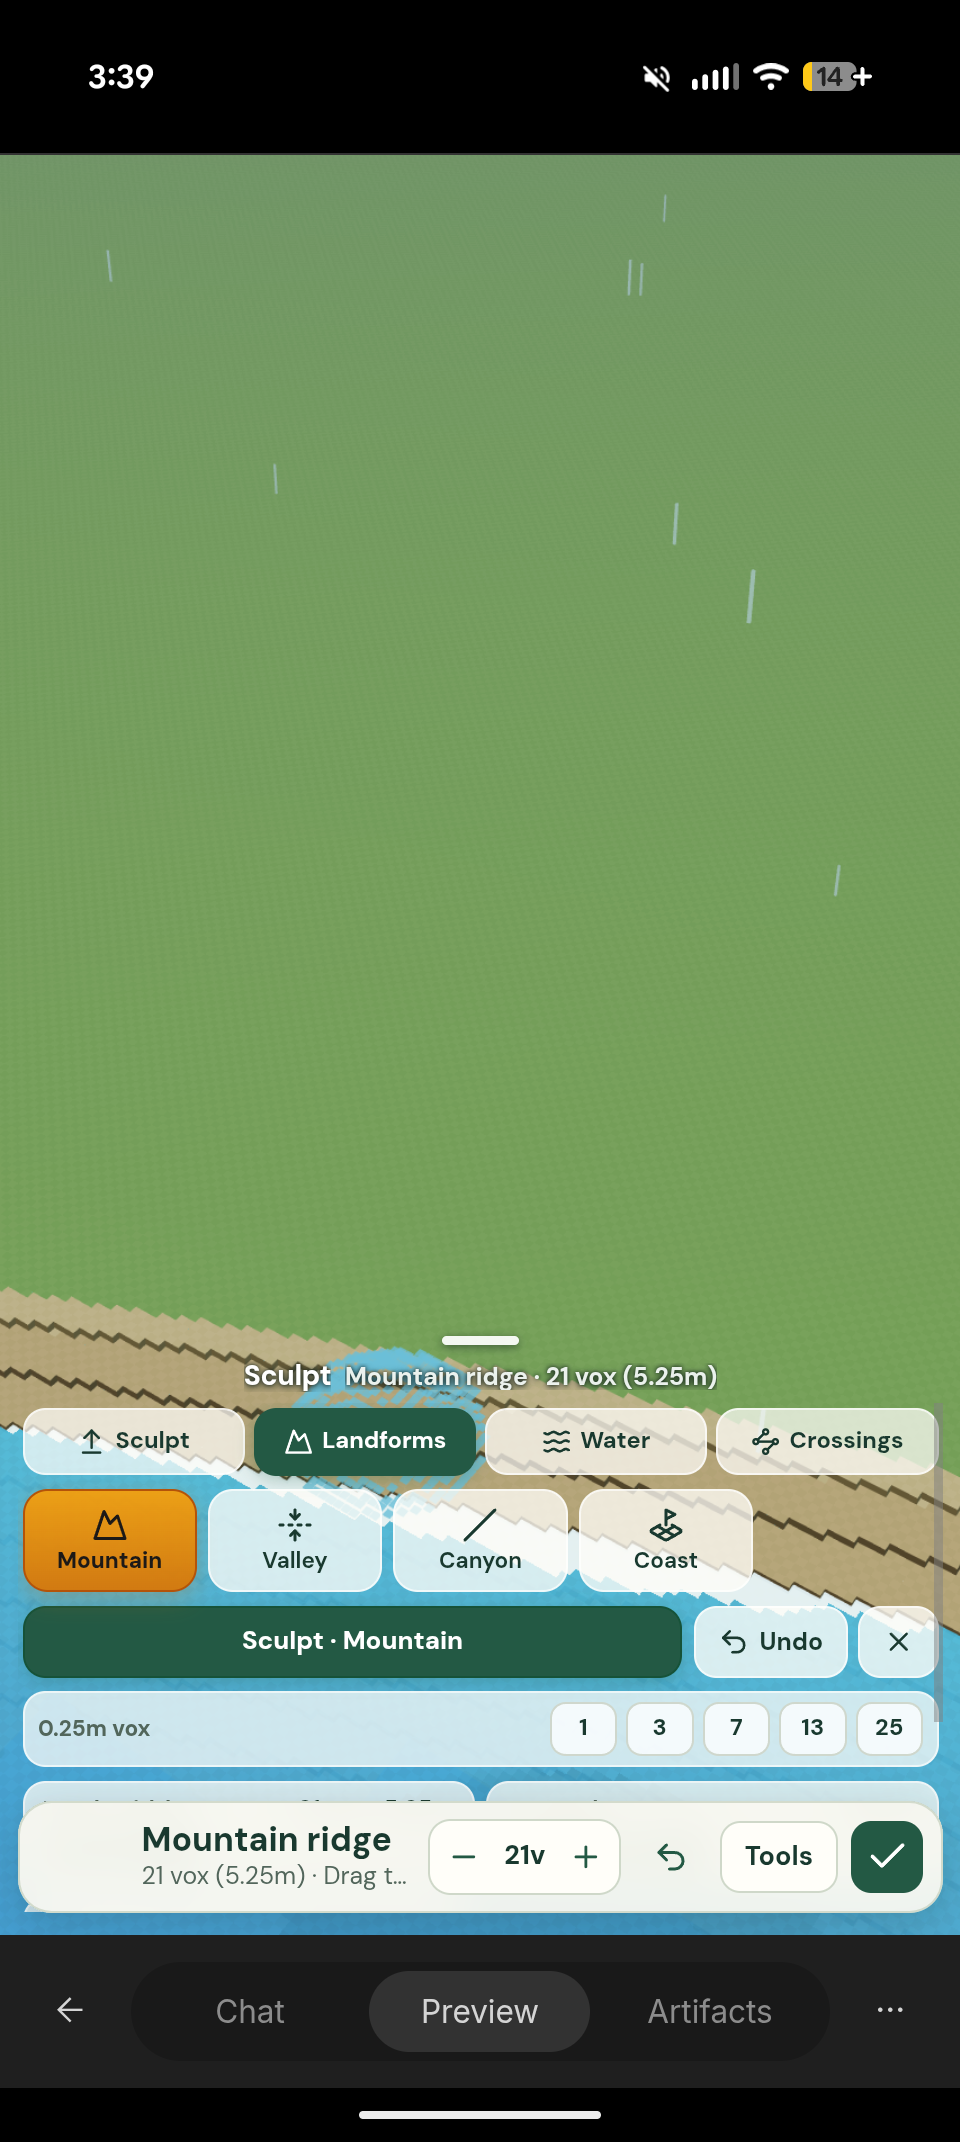 3:39
14
Sculpt Mountain ridge · 21 vox (5.25m)
Sculpt
Landforms
Water
Crossings
Mountain
Valley
Canyon
Coast
Sculpt · Mountain
Undo
0.25m vox
1
3
7
13
25
Mountain ridge
21 vox (5.25m) · Drag t...
21v
Tools
Chat
Preview
Artifacts